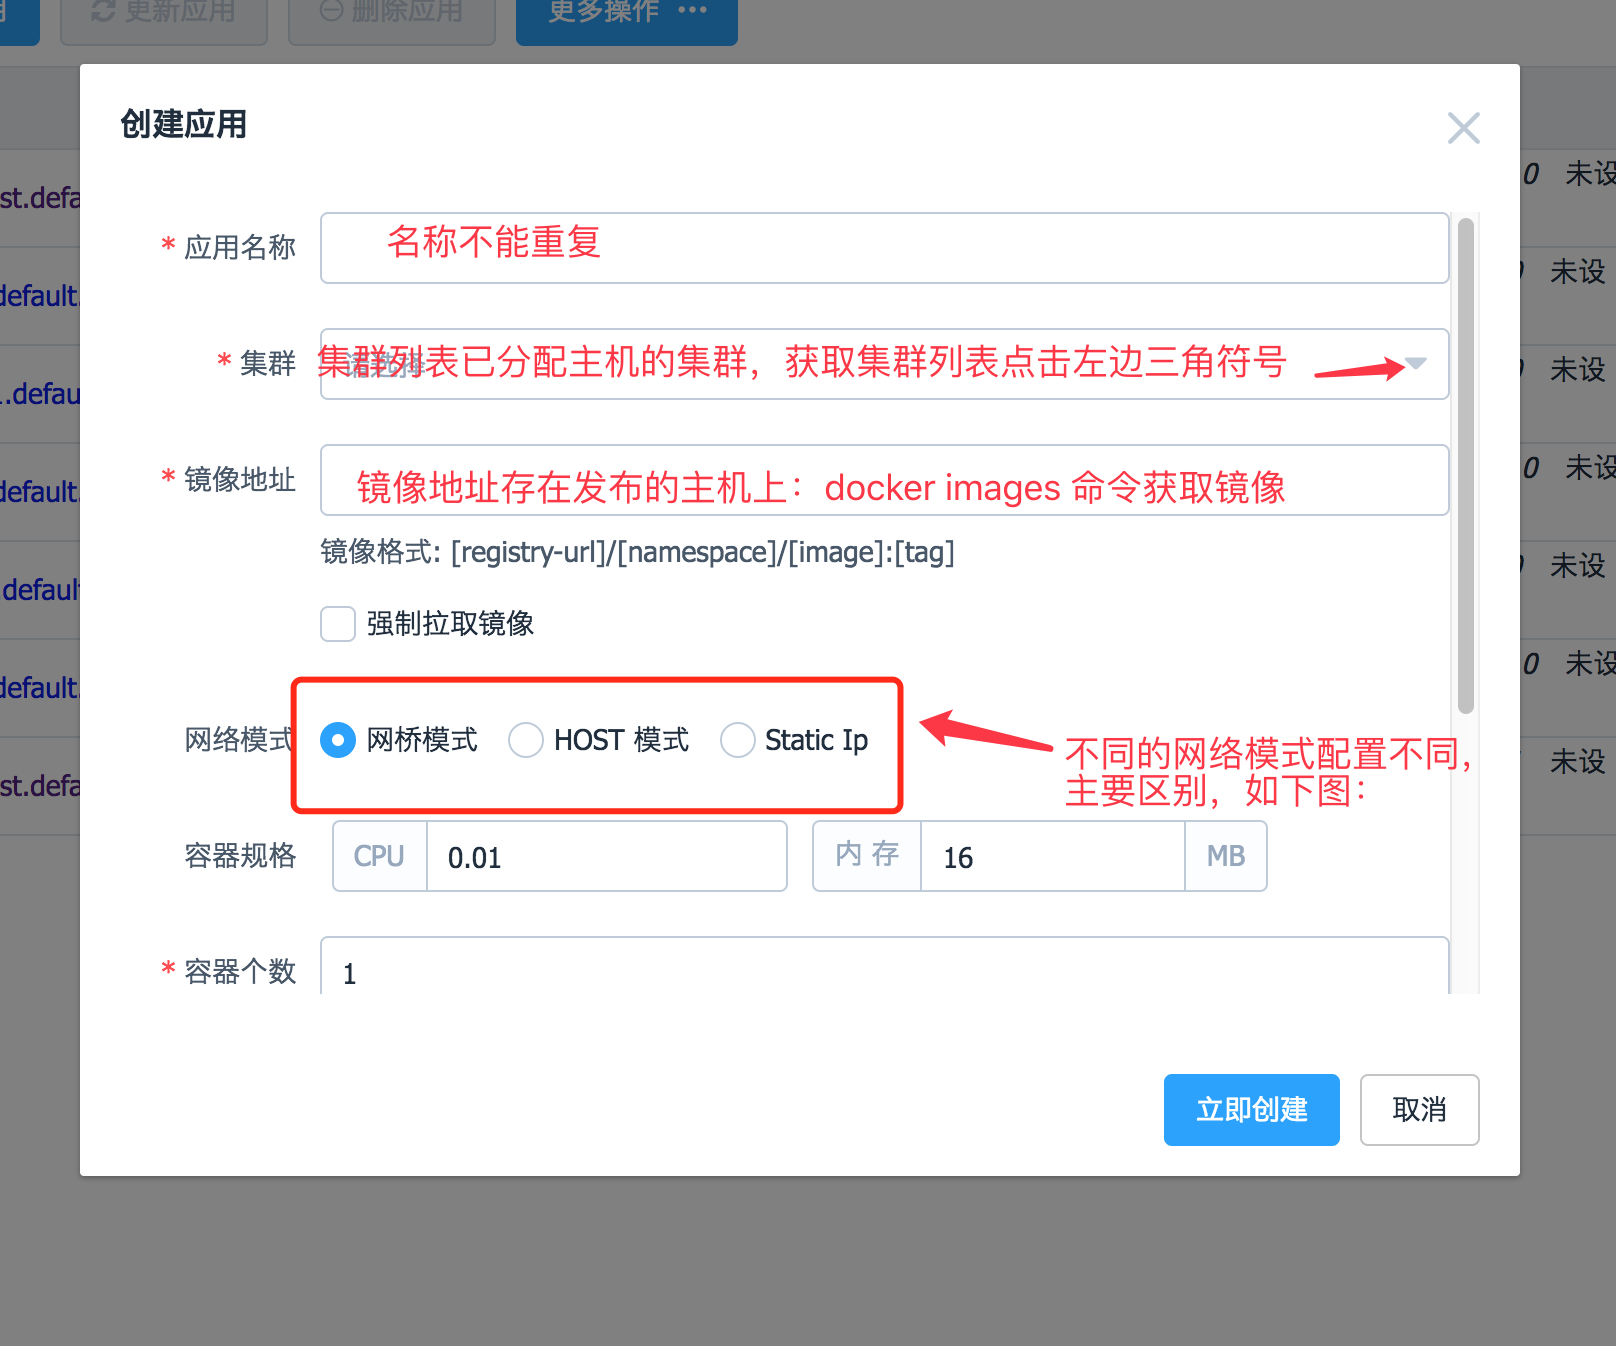 更新应用
删除应用
更多操作 •••
创建应用
* 应用名称
名称不能重复
* 集群
集群列表已分配主机的集群，获取集群列表点击左边三角符号
* 镜像地址
镜像地址存在发布的主机上：docker images 命令获取镜像
镜像格式: [registry-url]/[namespace]/[image]:[tag]
强制拉取镜像
网络模式
网桥模式
HOST 模式
Static Ip
不同的网络模式配置不同，
主要区别，如下图：
容器规格
CPU
0.01
内 存
16
MB
* 容器个数
1
立即创建
取消
st.defa
default.
.defau
default.
.default
default.
st.defa
0 未设
未设
未设
0 未设
未设
0 未设
未设